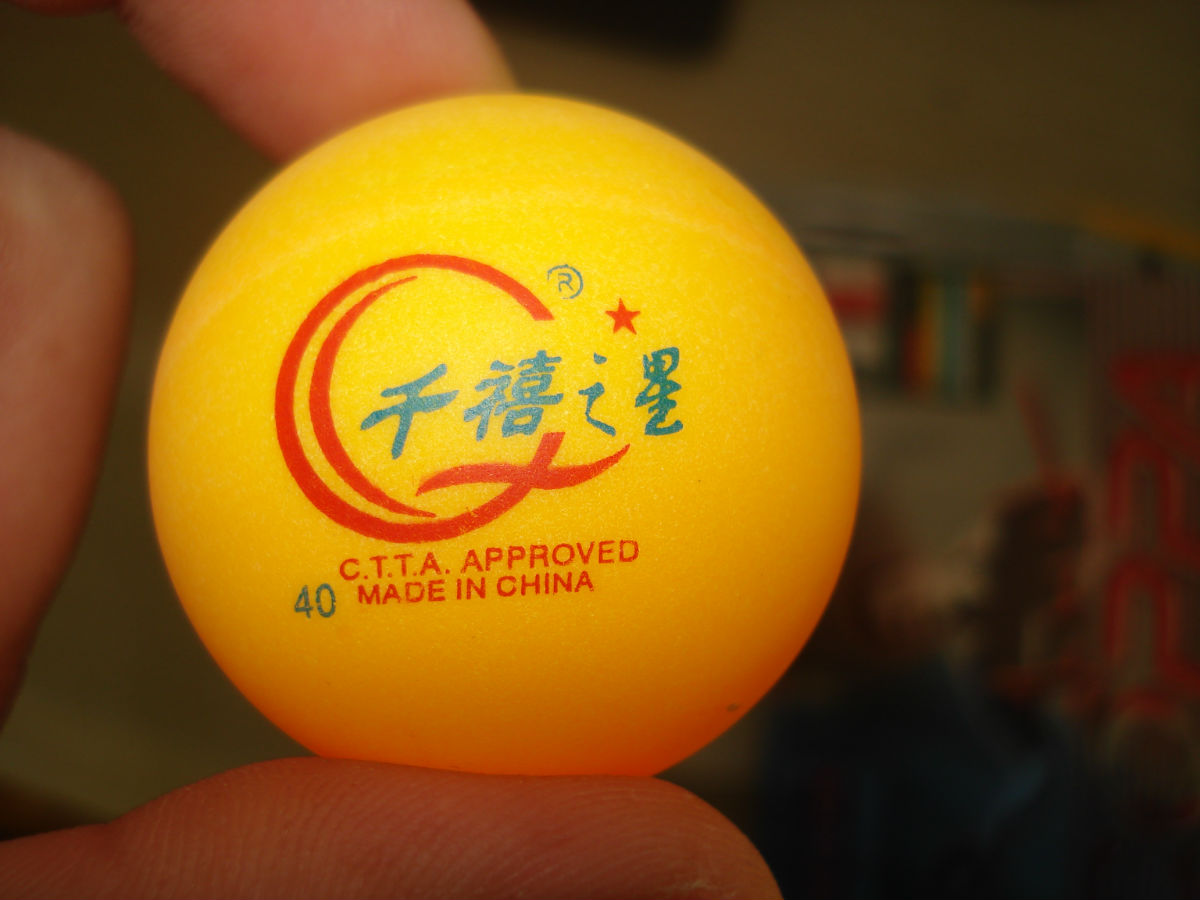 ®
千禧之星
C.T.T.A. APPROVED
40 MADE IN CHINA